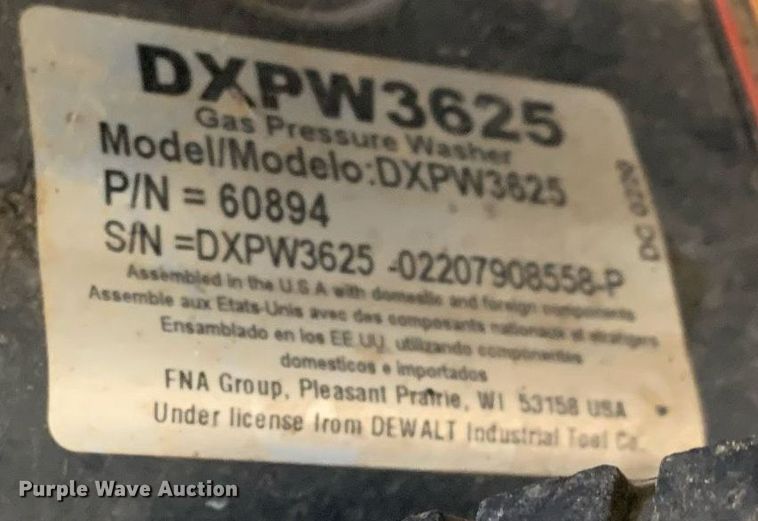 DXPW3625
Gas Pressure Washer
Model/Modelo:DXPW3625
P/N = 60894
S/N =DXPW3625 -02207908558-P
Assembled in the U.S.A with domestic and foreign components
Assemble aux Etats-Unis avec des composants nationaux et etrangers
Ensamblado en los EE.UU. utilizando componentes
domesticos e importados
FNA Group, Pleasant Prairie, WI 53158 USA
Under license from DEWALT Industrial Tool Co.
Purple Wave Auction